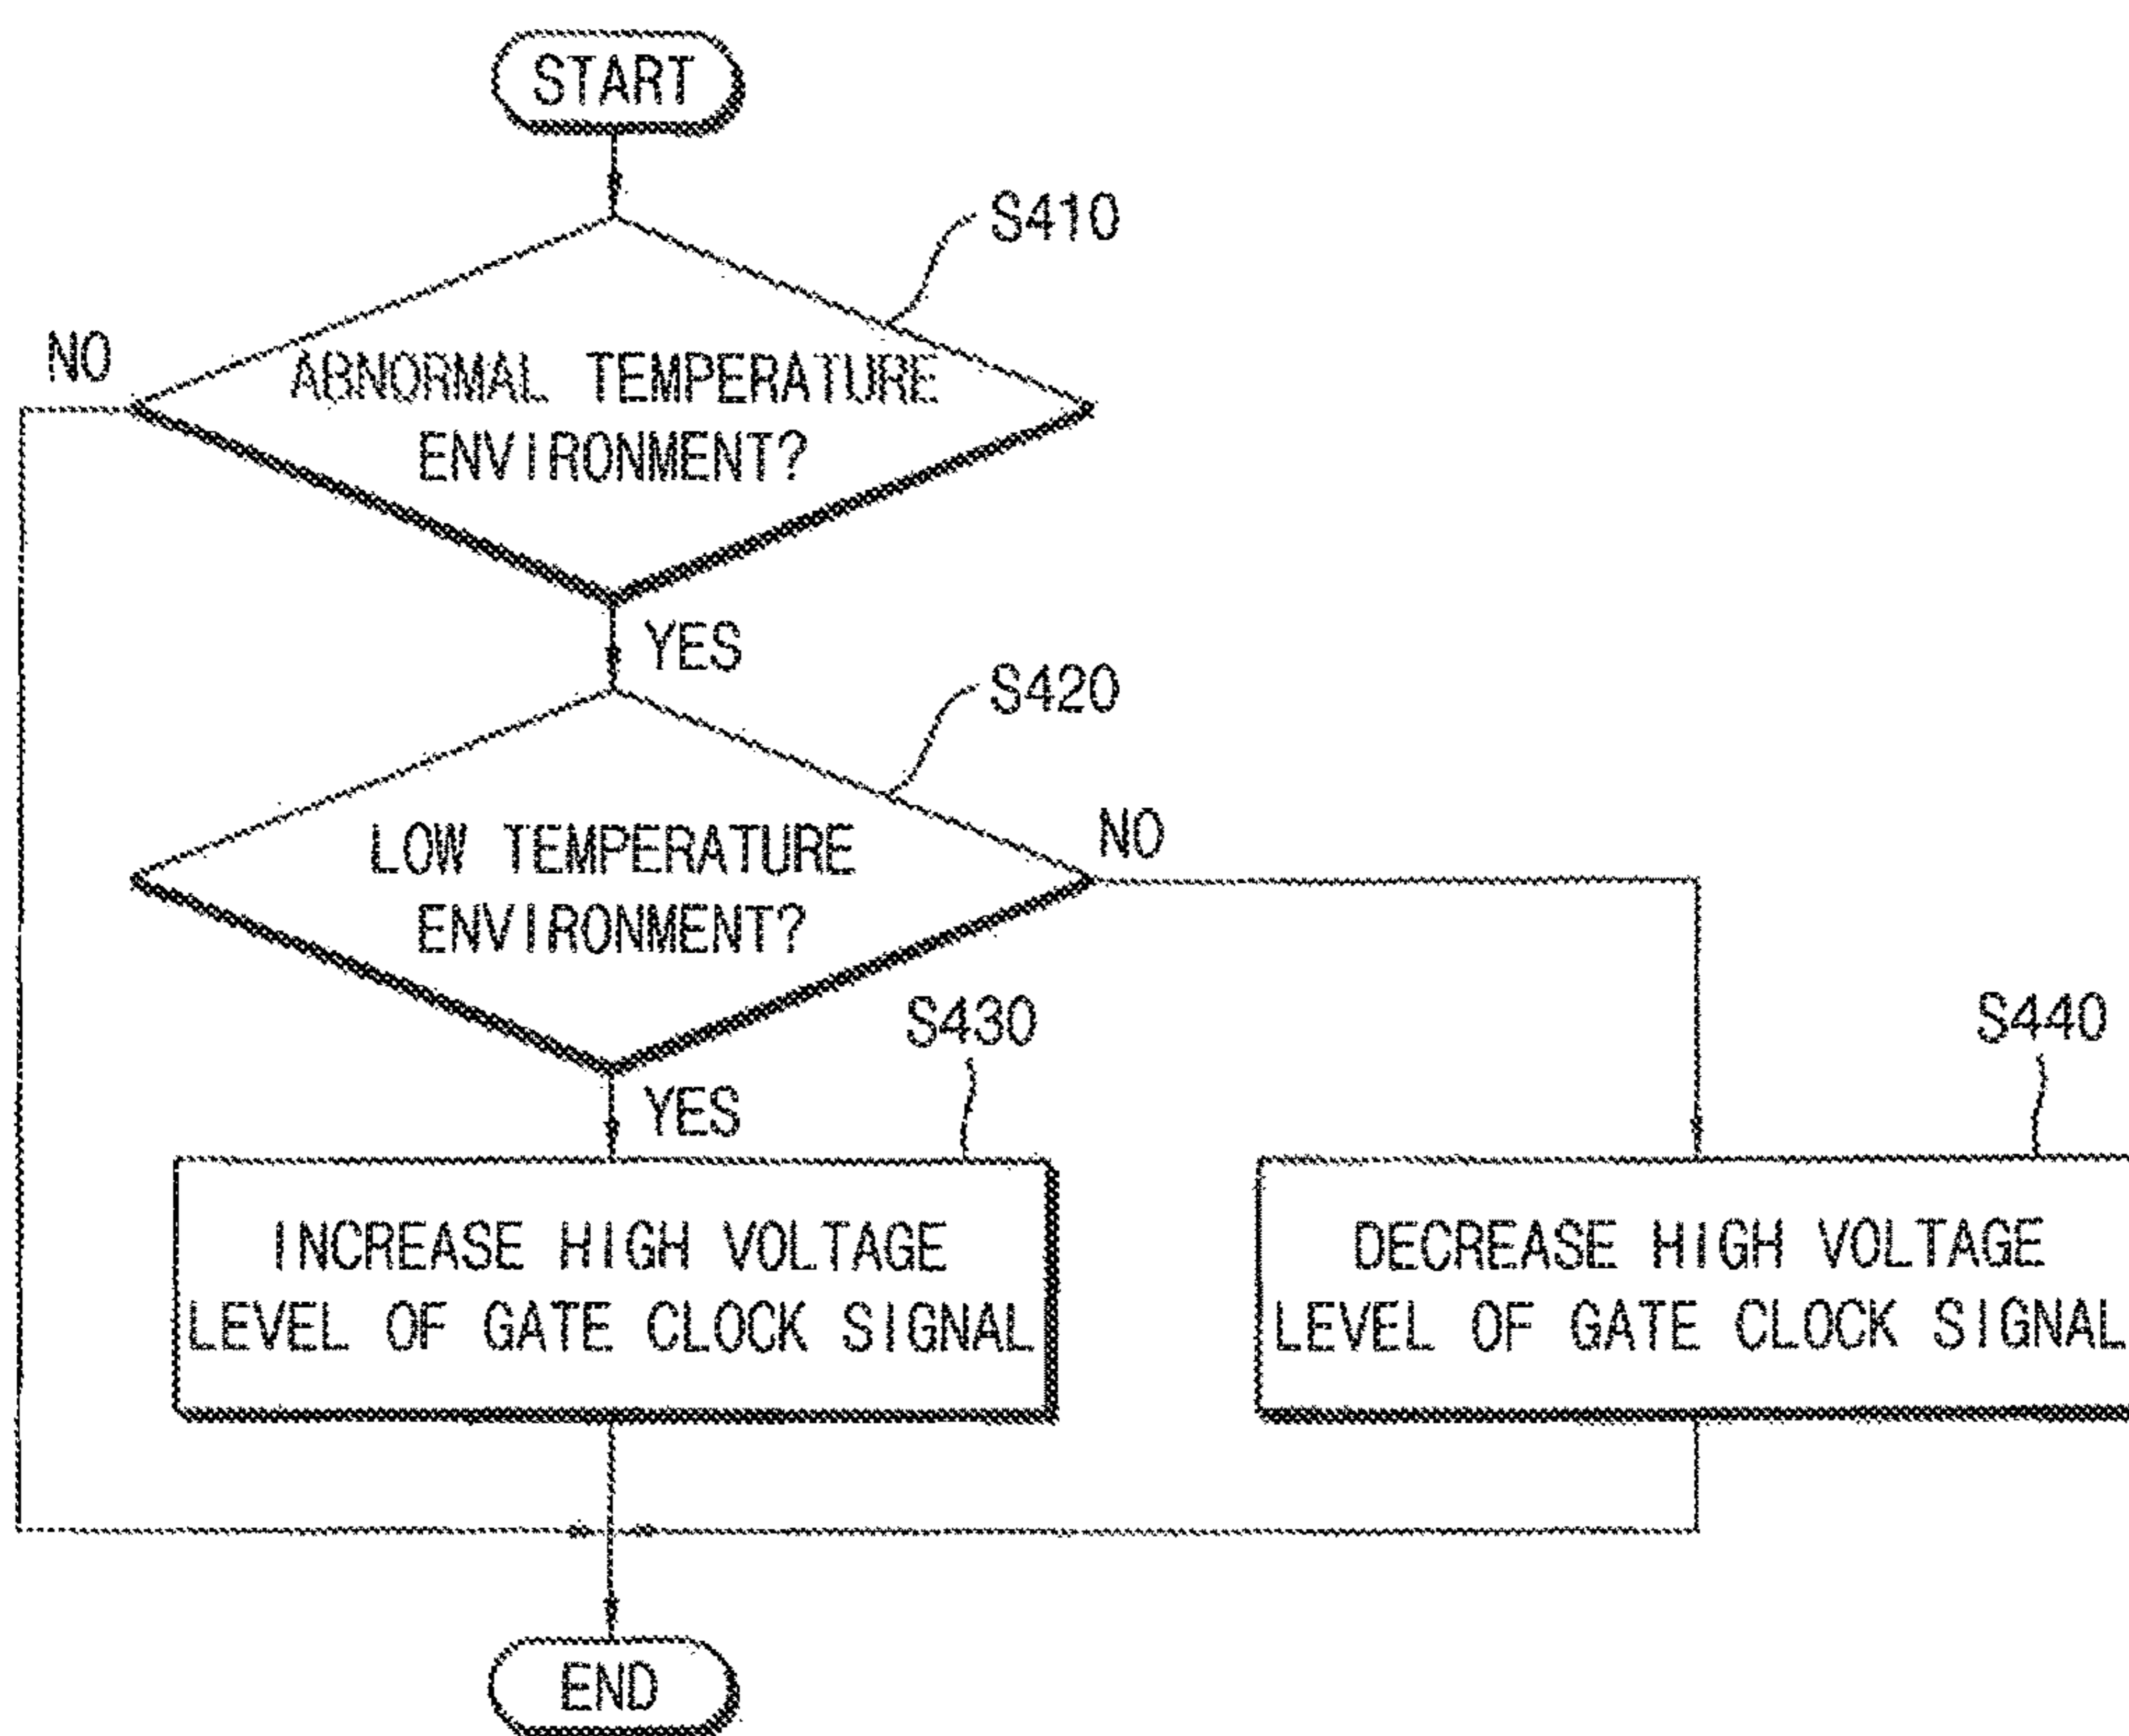 START
S410
NO
ABNORMAL TEMPERATURE
ENVIRONMENT?
YES
S420
LOW TEMPERATURE
ENVIRONMENT?
NO
S430
S440
YES
INCREASE HIGH VOLTAGE
LEVEL OF GATE CLOCK SIGNAL
DECREASE HIGH VOLTAGE
LEVEL OF GATE CLOCK SIGNAL
END